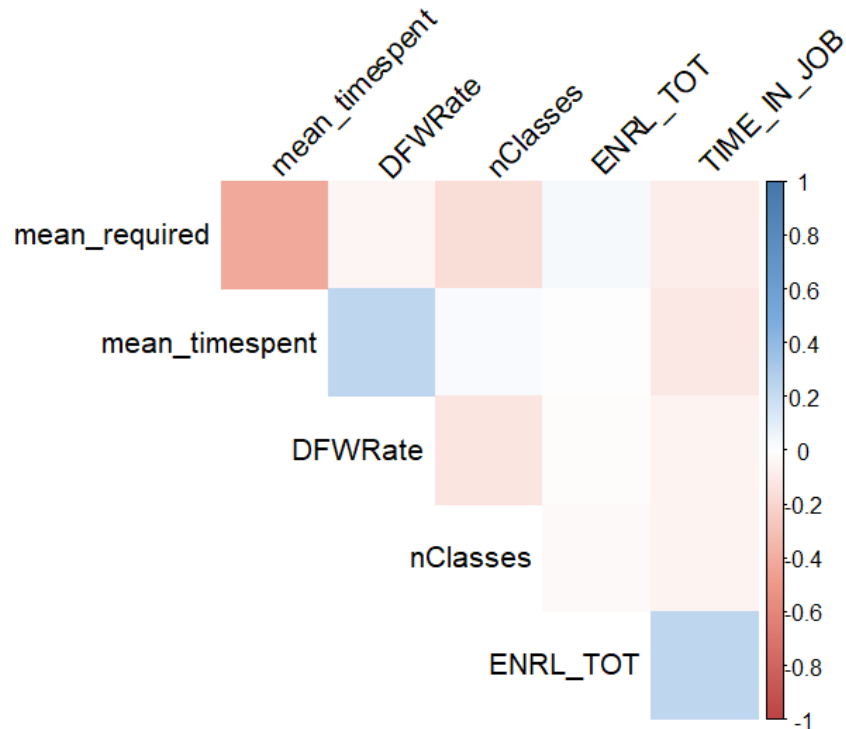 mean_timespent
DFWRate
nClasses
ENRL_TOT
TIME_IN_JOB
mean_required
mean_timespent
DFWRate
nClasses
ENRL_TOT
1
0.8
0.6
0.4
0.2
0
-0.2
-0.4
-0.6
-0.8
-1